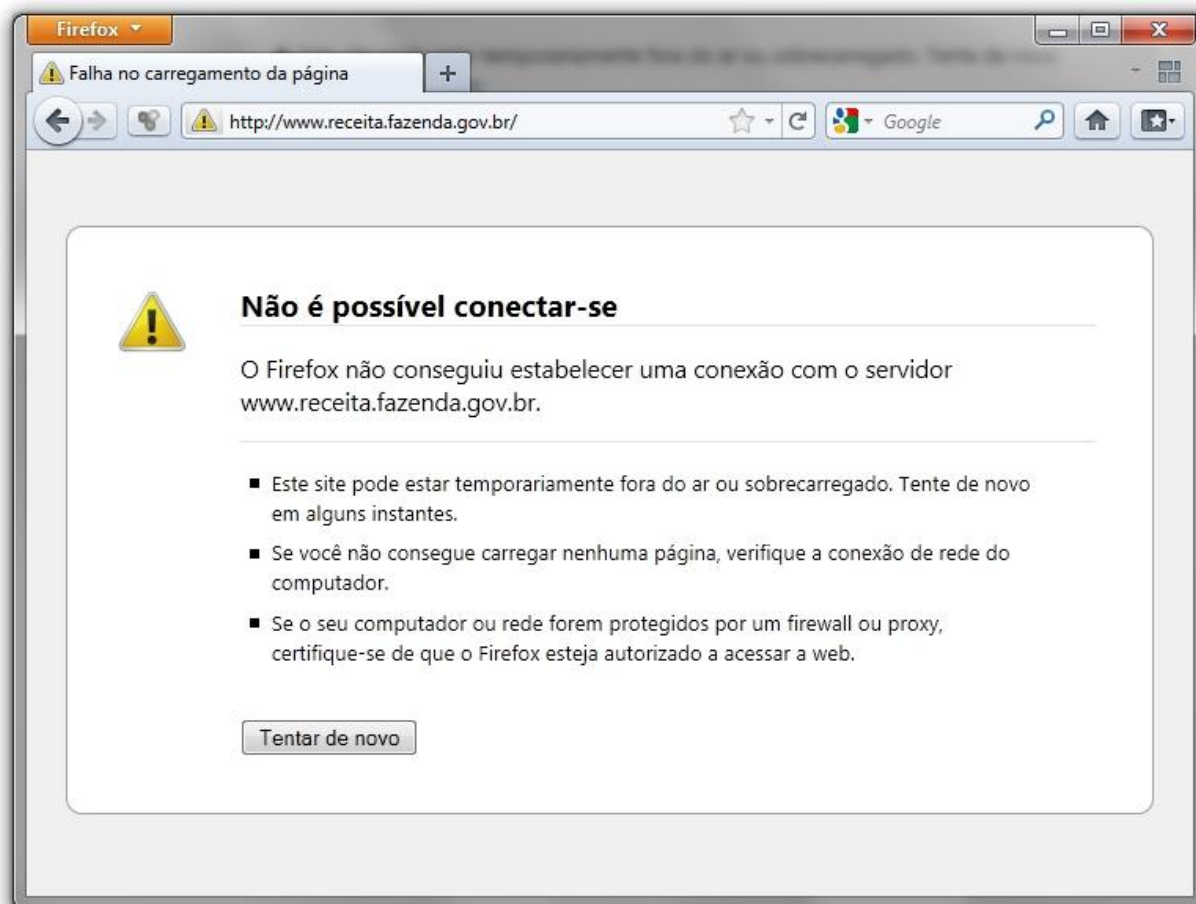 Firefox
Falha no carregamento da página
http://www.receita.fazenda.gov.br/
Google
Não é possível conectar-se
O Firefox não conseguiu estabelecer uma conexão com o servidor
www.receita.fazenda.gov.br.
Este site pode estar temporariamente fora do ar ou sobrecarregado. Tente de novo
em alguns instantes.
Se você não consegue carregar nenhuma página, verifique a conexão de rede do
computador.
Se o seu computador ou rede forem protegidos por um firewall ou proxy,
certifique-se de que o Firefox esteja autorizado a acessar a web.
Tentar de novo